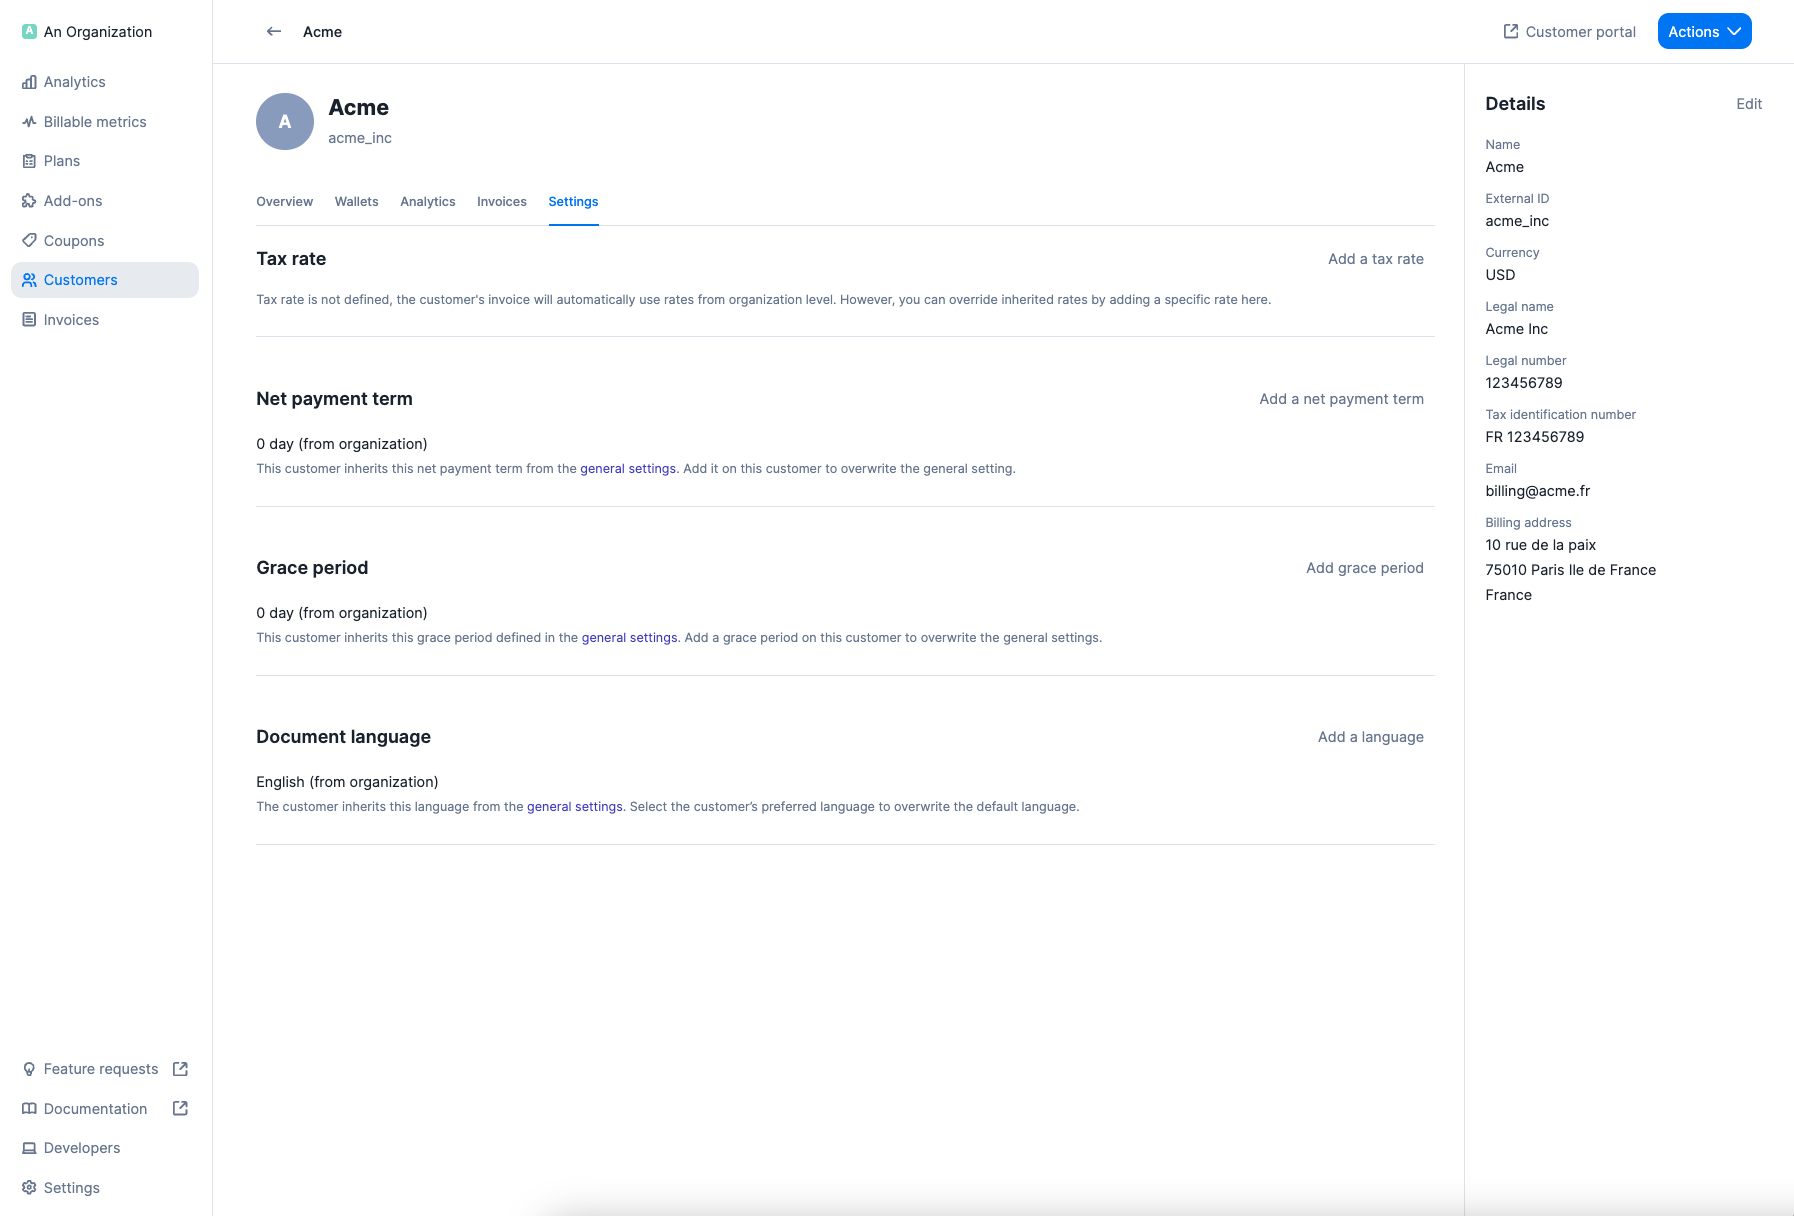 A An Organization
Analytics
Billable metrics
Plans
Add-ons
Coupons
Customers
Invoices
Feature requests
Documentation
Developers
Settings
Acme
Customer portal
Actions
A
Acme
acme_inc
Overview Wallets Analytics Invoices Settings
Tax rate
Add a tax rate
Tax rate is not defined, the customer's invoice will automatically use rates from organization level. However, you can override inherited rates by adding a specific rate here.
Net payment term
Add a net payment term
0 day (from organization)
This customer inherits this net payment term from the general settings. Add it on this customer to overwrite the general setting.
Grace period
Add grace period
0 day (from organization)
This customer inherits this grace period defined in the general settings. Add a grace period on this customer to overwrite the general settings.
Document language
Add a language
English (from organization)
The customer inherits this language from the general settings. Select the customer’s preferred language to overwrite the default language.
Details
Edit
Name
Acme
External ID
acme_inc
Currency
USD
Legal name
Acme Inc
Legal number
123456789
Tax identification number
FR 123456789
Email
billing@acme.fr
Billing address
10 rue de la paix
75010 Paris Ile de France
France